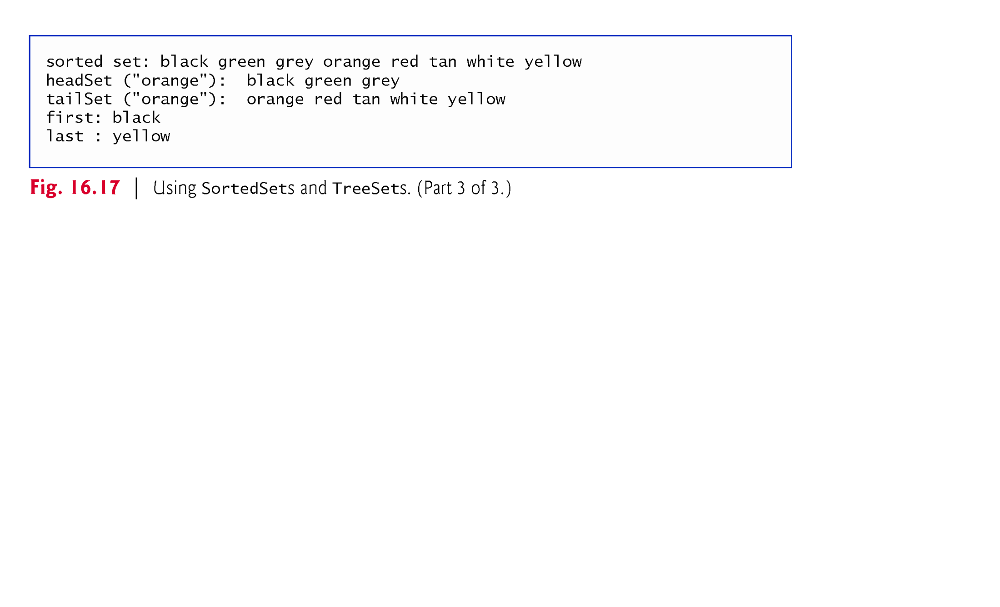 sorted set: black green grey orange red tan white yellow
headSet ("orange"):  black green grey
tailSet ("orange"):  orange red tan white yellow
first: black
last : yellow
Fig. 16.17 | Using SortedSets and TreeSets. (Part 3 of 3.)